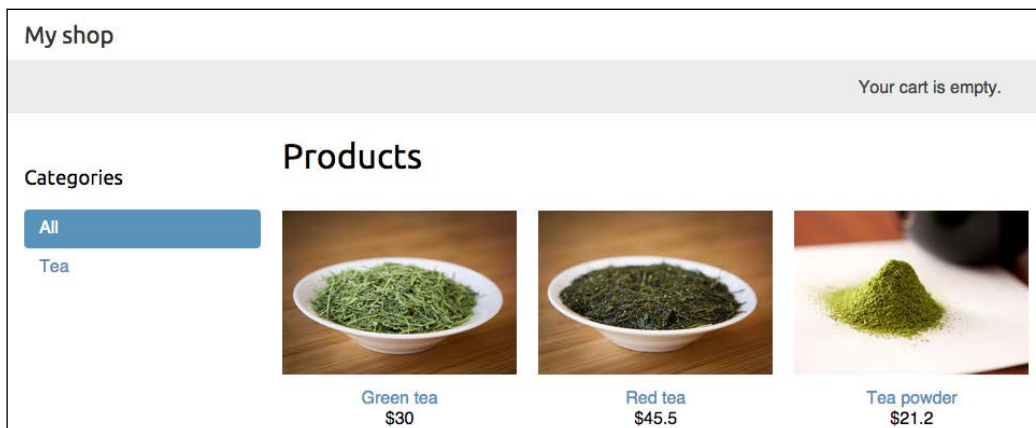 My shop
Your cart is empty.
Categories
All
Tea
Products
Green tea
$30
Red tea
$45.5
Tea powder
$21.2